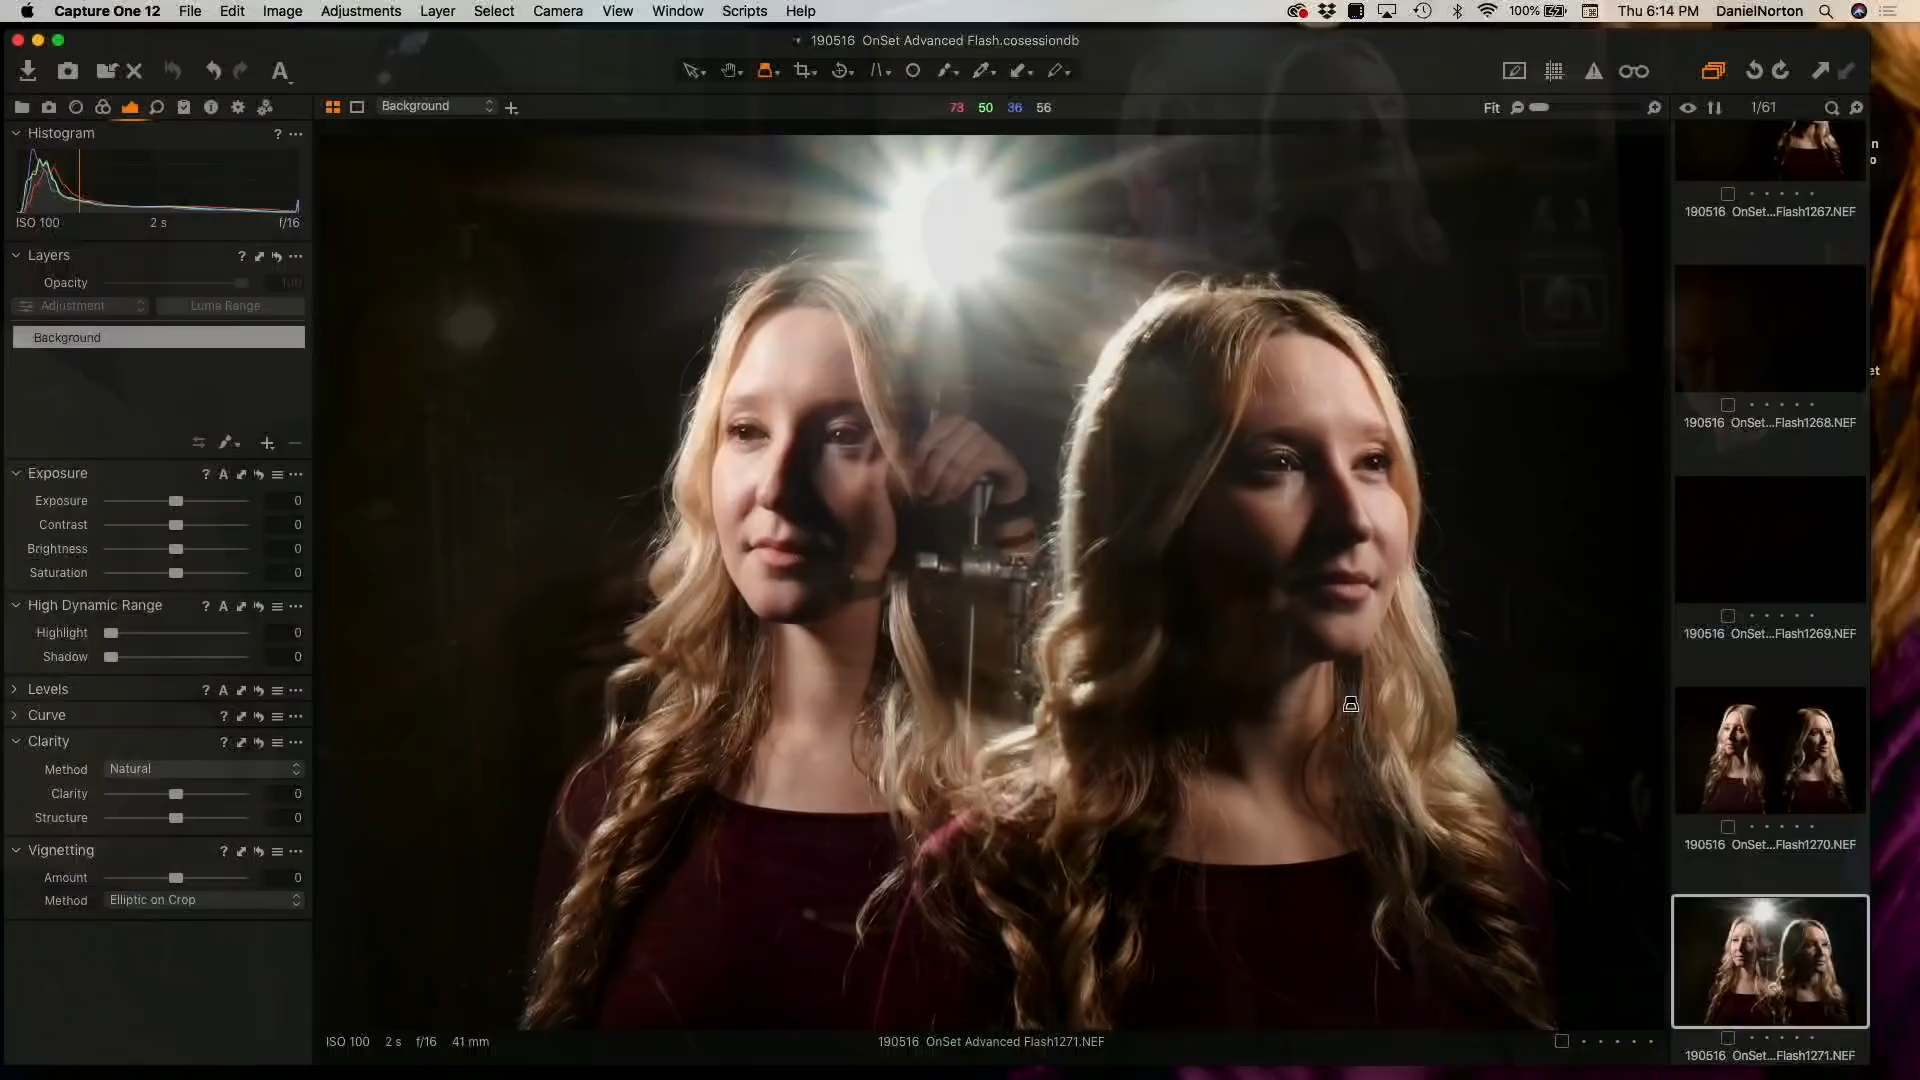 Capture One 12 File Edit Image Adjustments Layer Select Camera View Window Scripts Help 100% Thu 6:14 PM DanielNorton
190516 OnSet Advanced Flash.cosessiondb
A
Background 73 50 36 56 Fit 1/61
Histogram ?
ISO 100 2 s f/16
Layers ?
Opacity 100
Adjustment Luma Range
Background
Exposure ? A
Exposure 0
Contrast 0
Brightness 0
Saturation 0
High Dynamic Range ? A
Highlight 0
Shadow 0
Levels ? A
Curve ?
Clarity ?
Method Natural
Clarity 0
Structure 0
Vignetting ?
Amount 0
Method Elliptic on Crop
ISO 100 2 s f/16 41 mm 190516 OnSet Advanced Flash1271.NEF
190516 OnSet...Flash1267.NEF
190516 OnSet...Flash1268.NEF
190516 OnSet...Flash1269.NEF
190516 OnSet...Flash1270.NEF
190516 OnSet...Flash1271.NEF